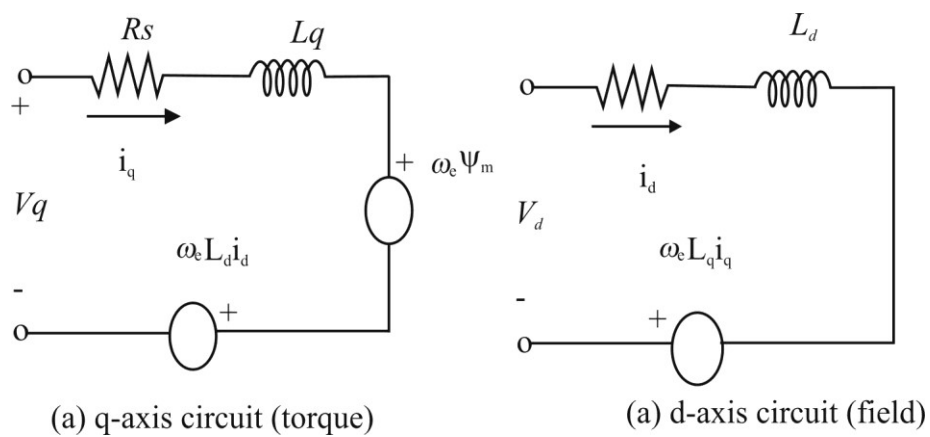 Rs
Lq
+
i_q
+
ω_eΨ_m
Vq
ω_eL_di_d
-
+
(a) q-axis circuit (torque)
L_d
i_d
V_d
ω_eL_qi_q
-
+
(a) d-axis circuit (field)